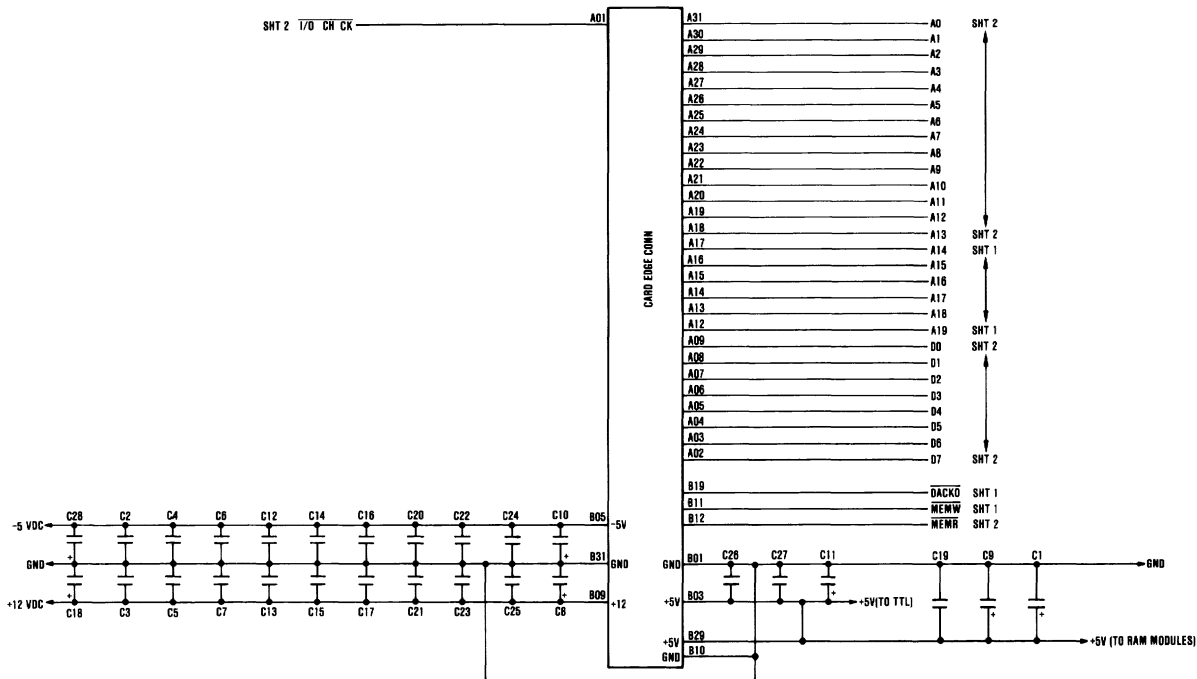 SHT 2 I/O CH CK A01
CARD EDGE CONN
A31 A0 SHT 2
A30 A1
A29 A2
A28 A3
A27 A4
A26 A5
A25 A6
A24 A7
A23 A8
A22 A9
A21 A10
A20 A11
A19 A12
A18 A13 SHT 2
A17 A14 SHT 1
A16 A15
A15 A16
A14 A17
A13 A18
A12 A19 SHT 1
A09 D0 SHT 2
A08 D1
A07 D2
A06 D3
A05 D4
A04 D5
A03 D6
A02 D7 SHT 2
B19 DACKO SHT 1
B11 MEMW SHT 1
B12 MEMR SHT 2
C28 C2 C4 C6 C12 C14 C16 C20 C22 C24 C10 B05
-5 VDC -5V
+ +
GND B31 GND
+ +
+12 VDC B09 +12
C18 C3 C5 C7 C13 C15 C17 C21 C23 C25 C8
B01 C26 C27 C11 C19 C9 C1
GND GND
+ + +
+5V B03 +5V(TO TTL)
+5V B29 +5V (TO RAM MODULES)
GND B10